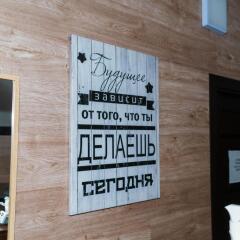 Будущее
зависит
от того, что ты
ДЕЛАЕШЬ
сегодня